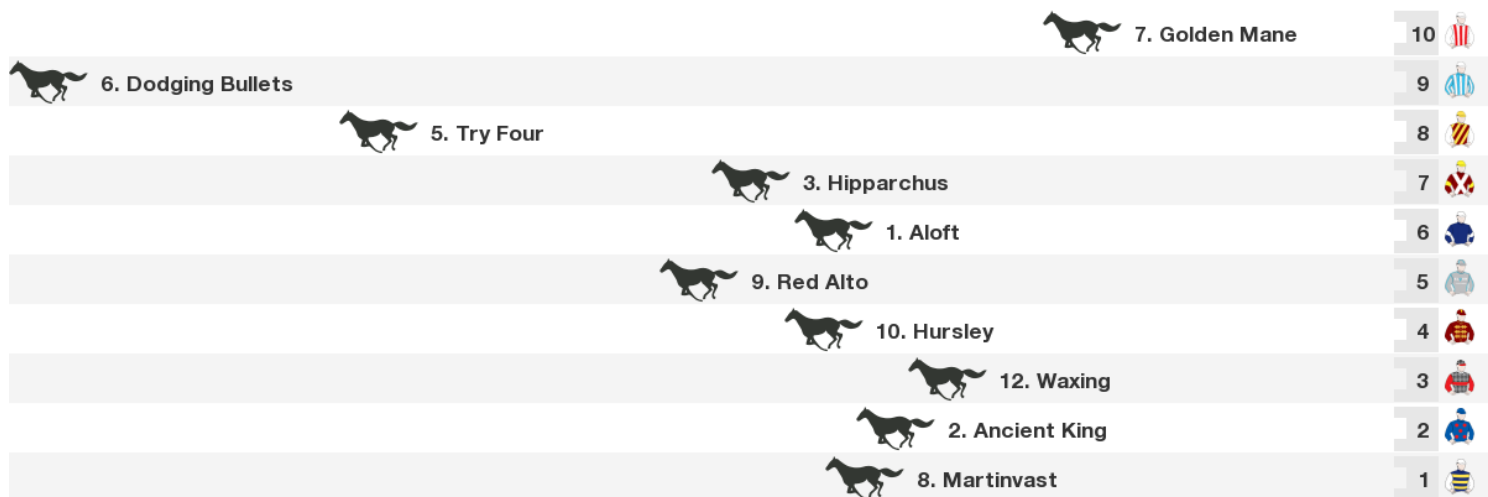 7. Golden Mane 10
6. Dodging Bullets 9
5. Try Four 8
3. Hipparchus 7
1. Aloft 6
9. Red Alto 5
10. Hursley 4
12. Waxing 3
2. Ancient King 2
8. Martinvast 1